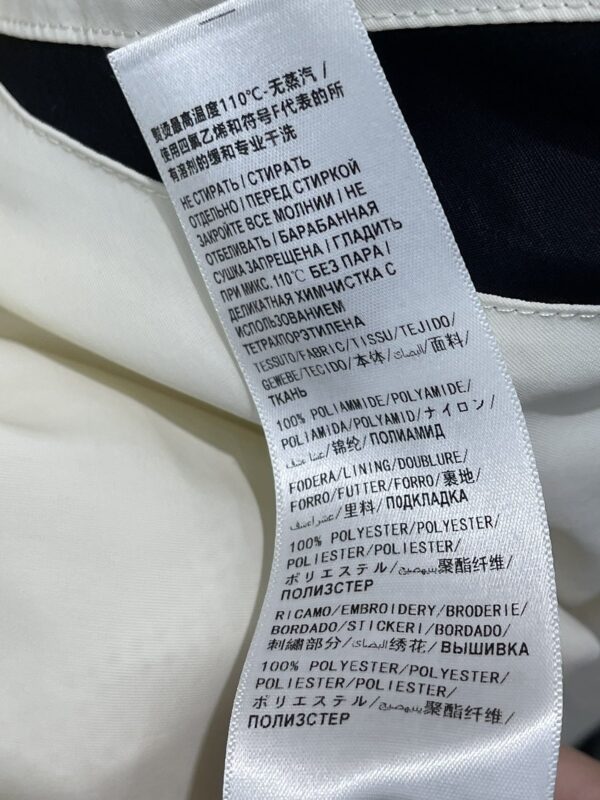 熨烫最高温度110℃-无蒸汽/
使用四氯乙烯和符号F代表的所
有溶剂的缓和专业干洗
НЕ СТИРАТЬ/СТИРАТЬ
ОТДЕЛЬНО/ПЕРЕД СТИРКОЙ
ЗАКРОЙТЕ ВСЕ МОЛНИИ/НЕ
ОТБЕЛИВАТЬ/БАРАБАННАЯ
СУШКА ЗАПРЕЩЕНА/ГЛАДИТЬ
ПРИ МИКС.110℃ БЕЗ ПАРА/
ДЕЛИКАТНАЯ ХИМЧИСТКА С
ИСПОЛЬЗОВАНИЕМ
ТЕТРАХПОРЭТИЛЕНА
TESSUTO/FABRIC/TISSU/TEJIDO/
GEWEBE/TECIDO/本体/ /面料/
ТКАНЬ
100% POLIAMMIDE/POLYAMIDE/
POLIAMIDA/POLYAMID/ナイロン/
/锦纶/ПОЛИАМИД
FODERA/LINING/DOUBLURE/
FORRO/FUTTER/FORRO/裏地/
/里料/ПОДКЛАДКА
100% POLYESTER/POLYESTER/
POLIESTER/POLIESTER/
ポリエステル/ /聚酯纤维/
ПОЛИЗСТЕР
RICAMO/EMBROIDERY/BRODERIE/
BORDADO/STICKERI/BORDADO/
刺繡部分/ /绣花/ВЫШИВКА
100% POLYESTER/POLYESTER/
POLIESTER/POLIESTER/
ポリエステル/ /聚酯纤维/
ПОЛИЗСТЕР